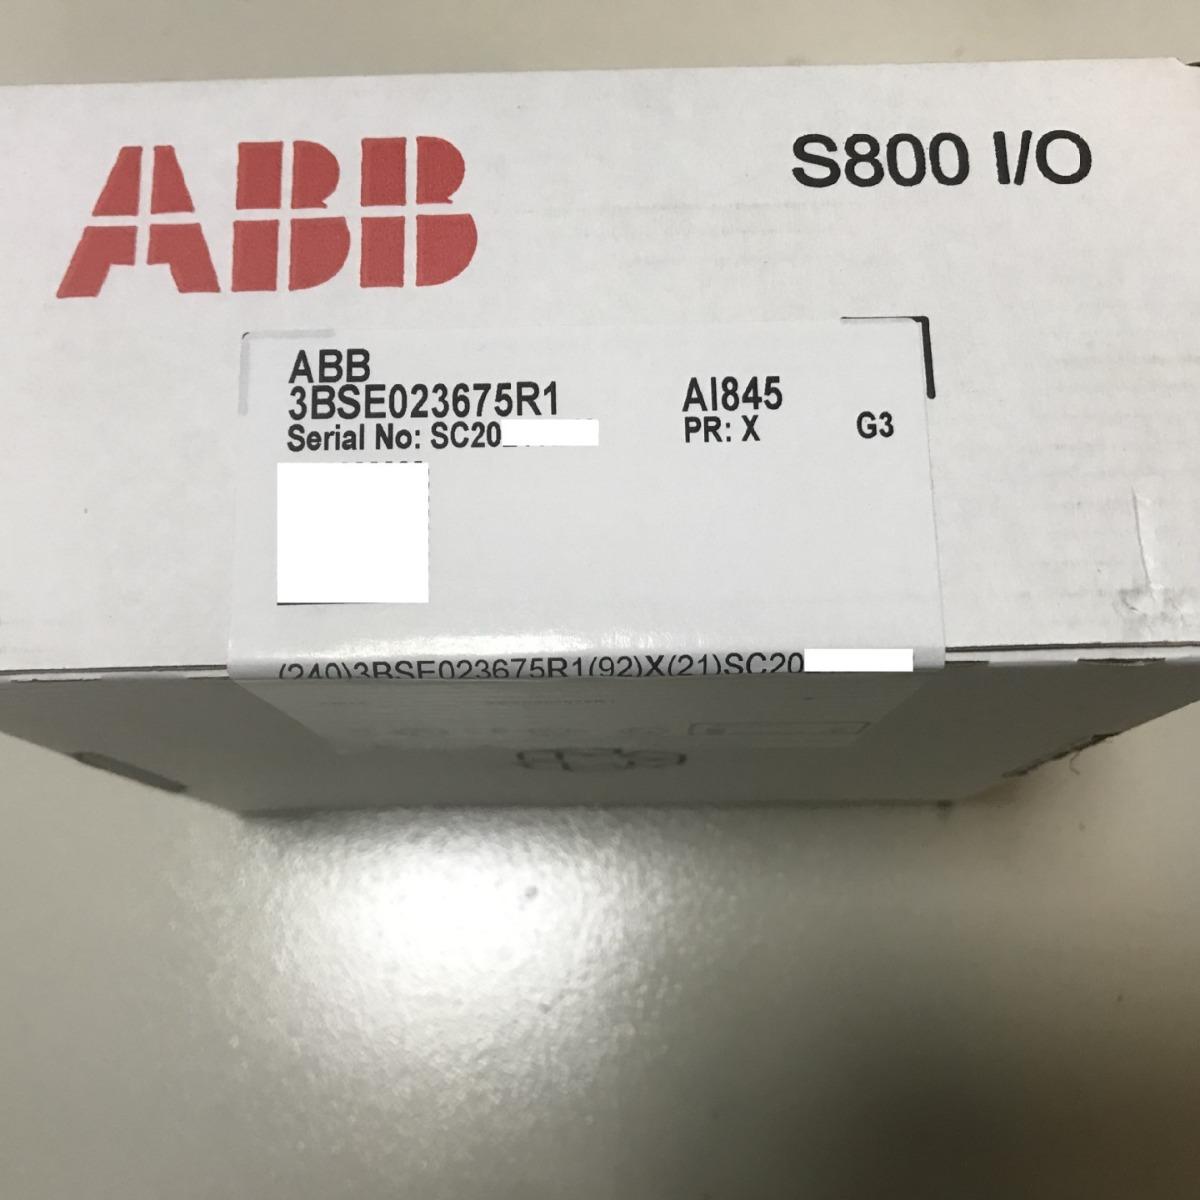 ABB
S800 I/O
ABB
3BSE023675R1 AI845
Serial No: SC20 PR: X G3
(240)3BSE023675R1(92)X(21)SC20